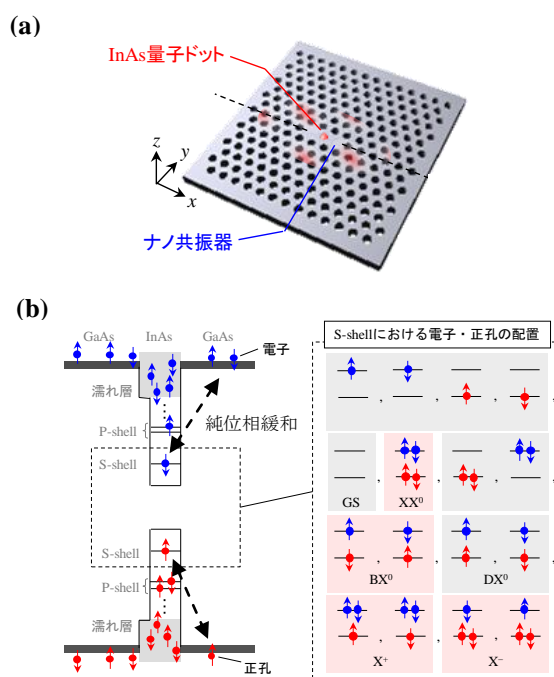 (a)
InAs量子ドット
z
y
x
ナノ共振器
(b)
GaAs InAs GaAs
電子
濡れ層
P-shell
純位相緩和
S-shell
S-shell
P-shell
濡れ層
正孔
S-shellにおける電子・正孔の配置
, , , ,
, , ,
GS XX⁰
, , ,
BX⁰ DX⁰
, , ,
X⁺ X⁻